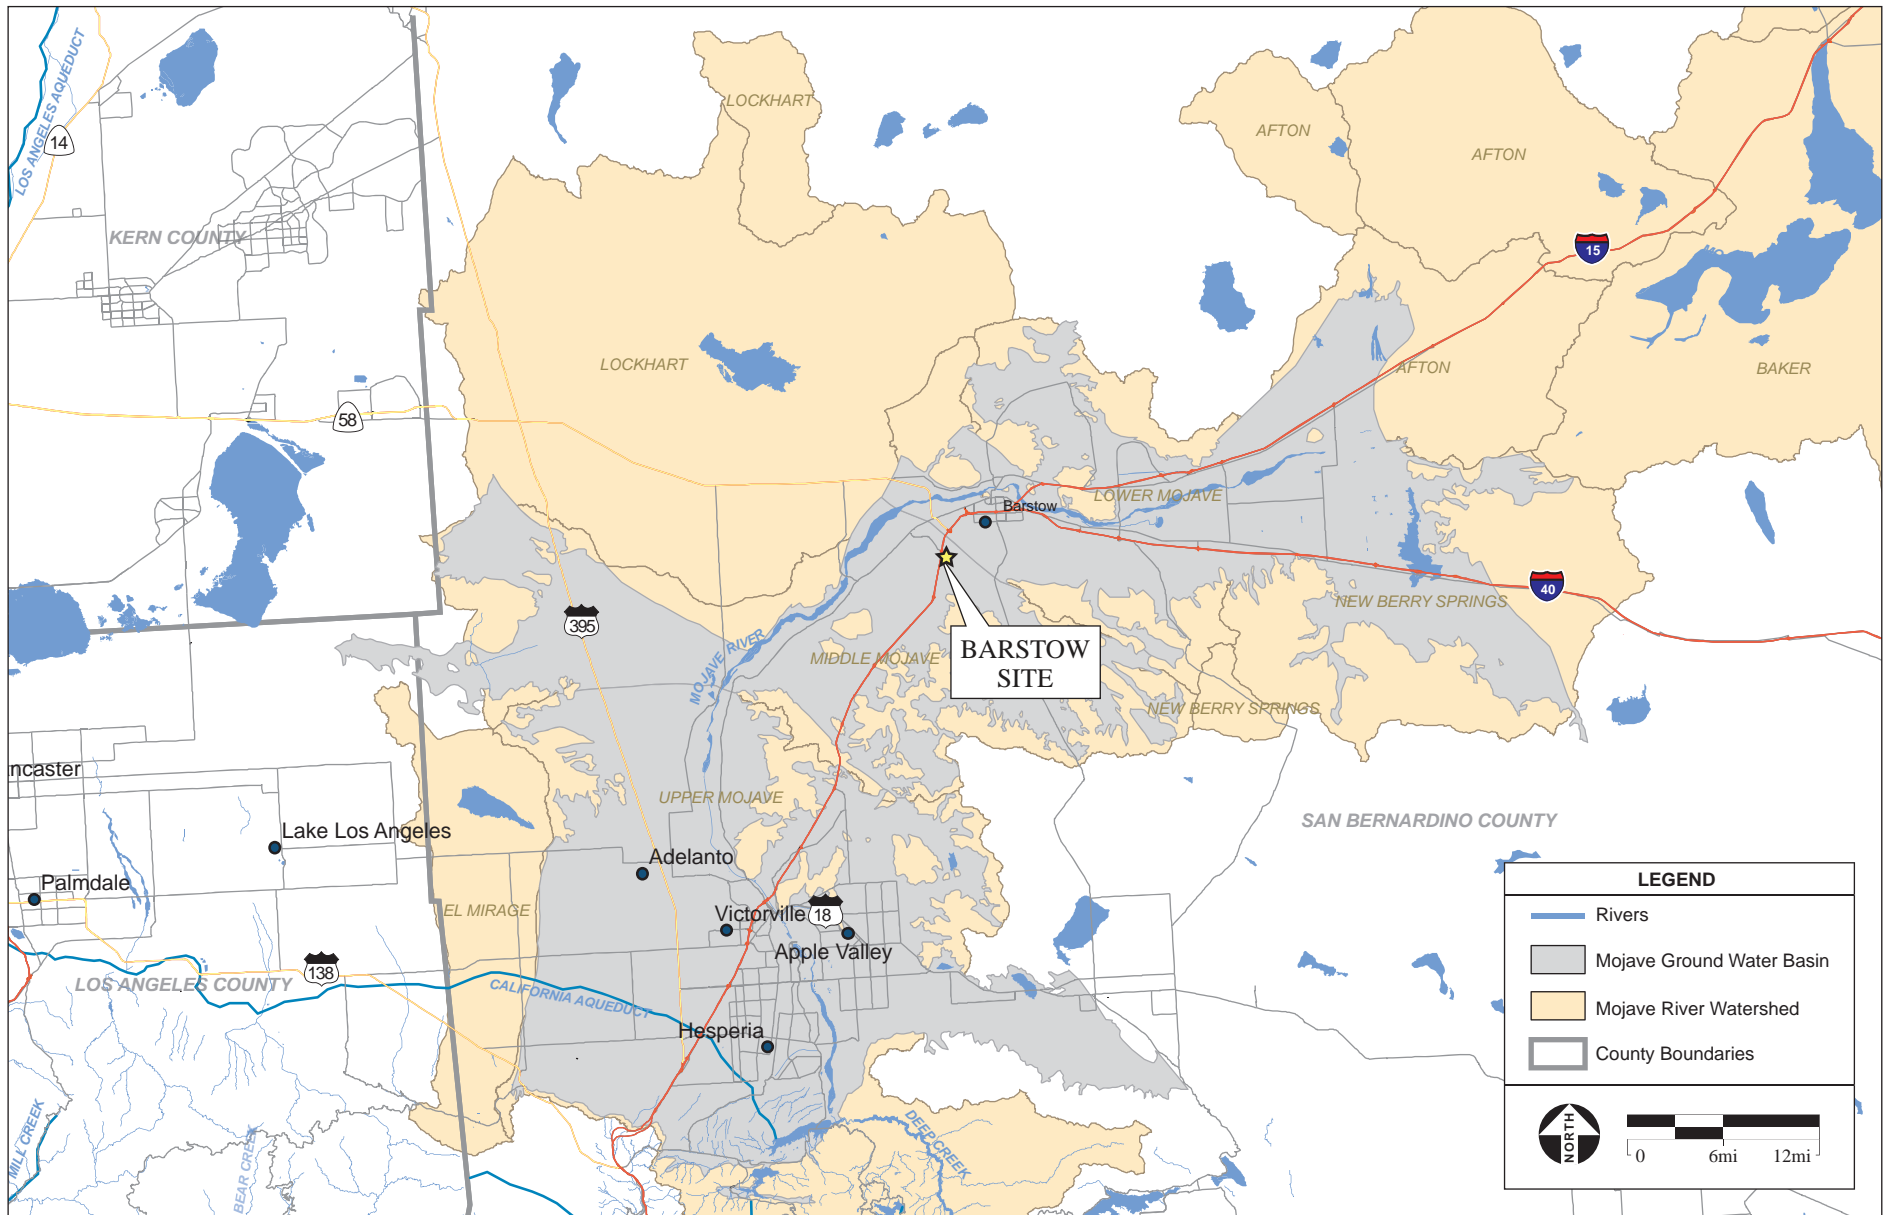 LOS ANGELES AQUEDUCT
14
KERN COUNTY
LOCKHART
AFTON
AFTON
15
LOCKHART
AFTON
BAKER
58
Barstow
LOWER MOJAVE
395
MOJAVE RIVER
MIDDLE MOJAVE
BARSTOW
SITE
NEW BERRY SPRINGS
40
NEW BERRY SPRINGS
ncaster
UPPER MOJAVE
SAN BERNARDINO COUNTY
Lake Los Angeles
Adelanto
Palmdale
EL MIRAGE
Victorville
18
Apple Valley
138
LOS ANGELES COUNTY
CALIFORNIA AQUEDUCT
Hesperia
MILL CREEK
BEAR CREEK
DEEP CREEK
LEGEND
Rivers
Mojave Ground Water Basin
Mojave River Watershed
County Boundaries
NORTH
0 6mi 12mi